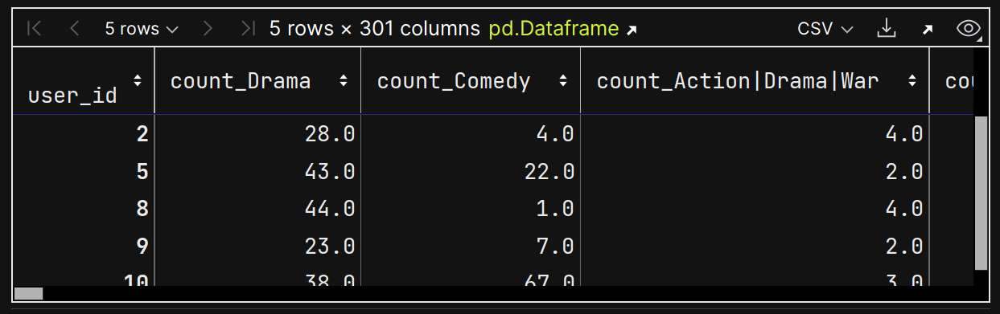 5 rows 5 rows × 301 columns pd.Dataframe CSV
user_id count_Drama count_Comedy count_Action|Drama|War cou
2 28.0 4.0 4.0
5 43.0 22.0 2.0
8 44.0 1.0 4.0
9 23.0 7.0 2.0
10 38.0 67.0 3.0